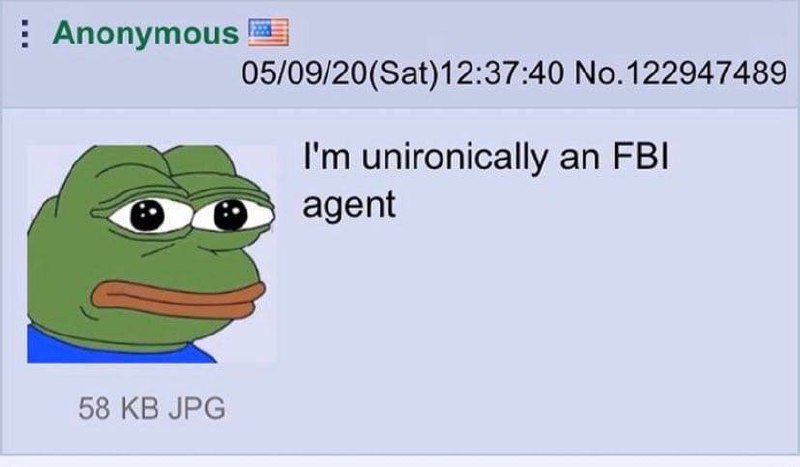 Anonymous
05/09/20(Sat)12:37:40 No.122947489
I'm unironically an FBI
agent
58 KB JPG